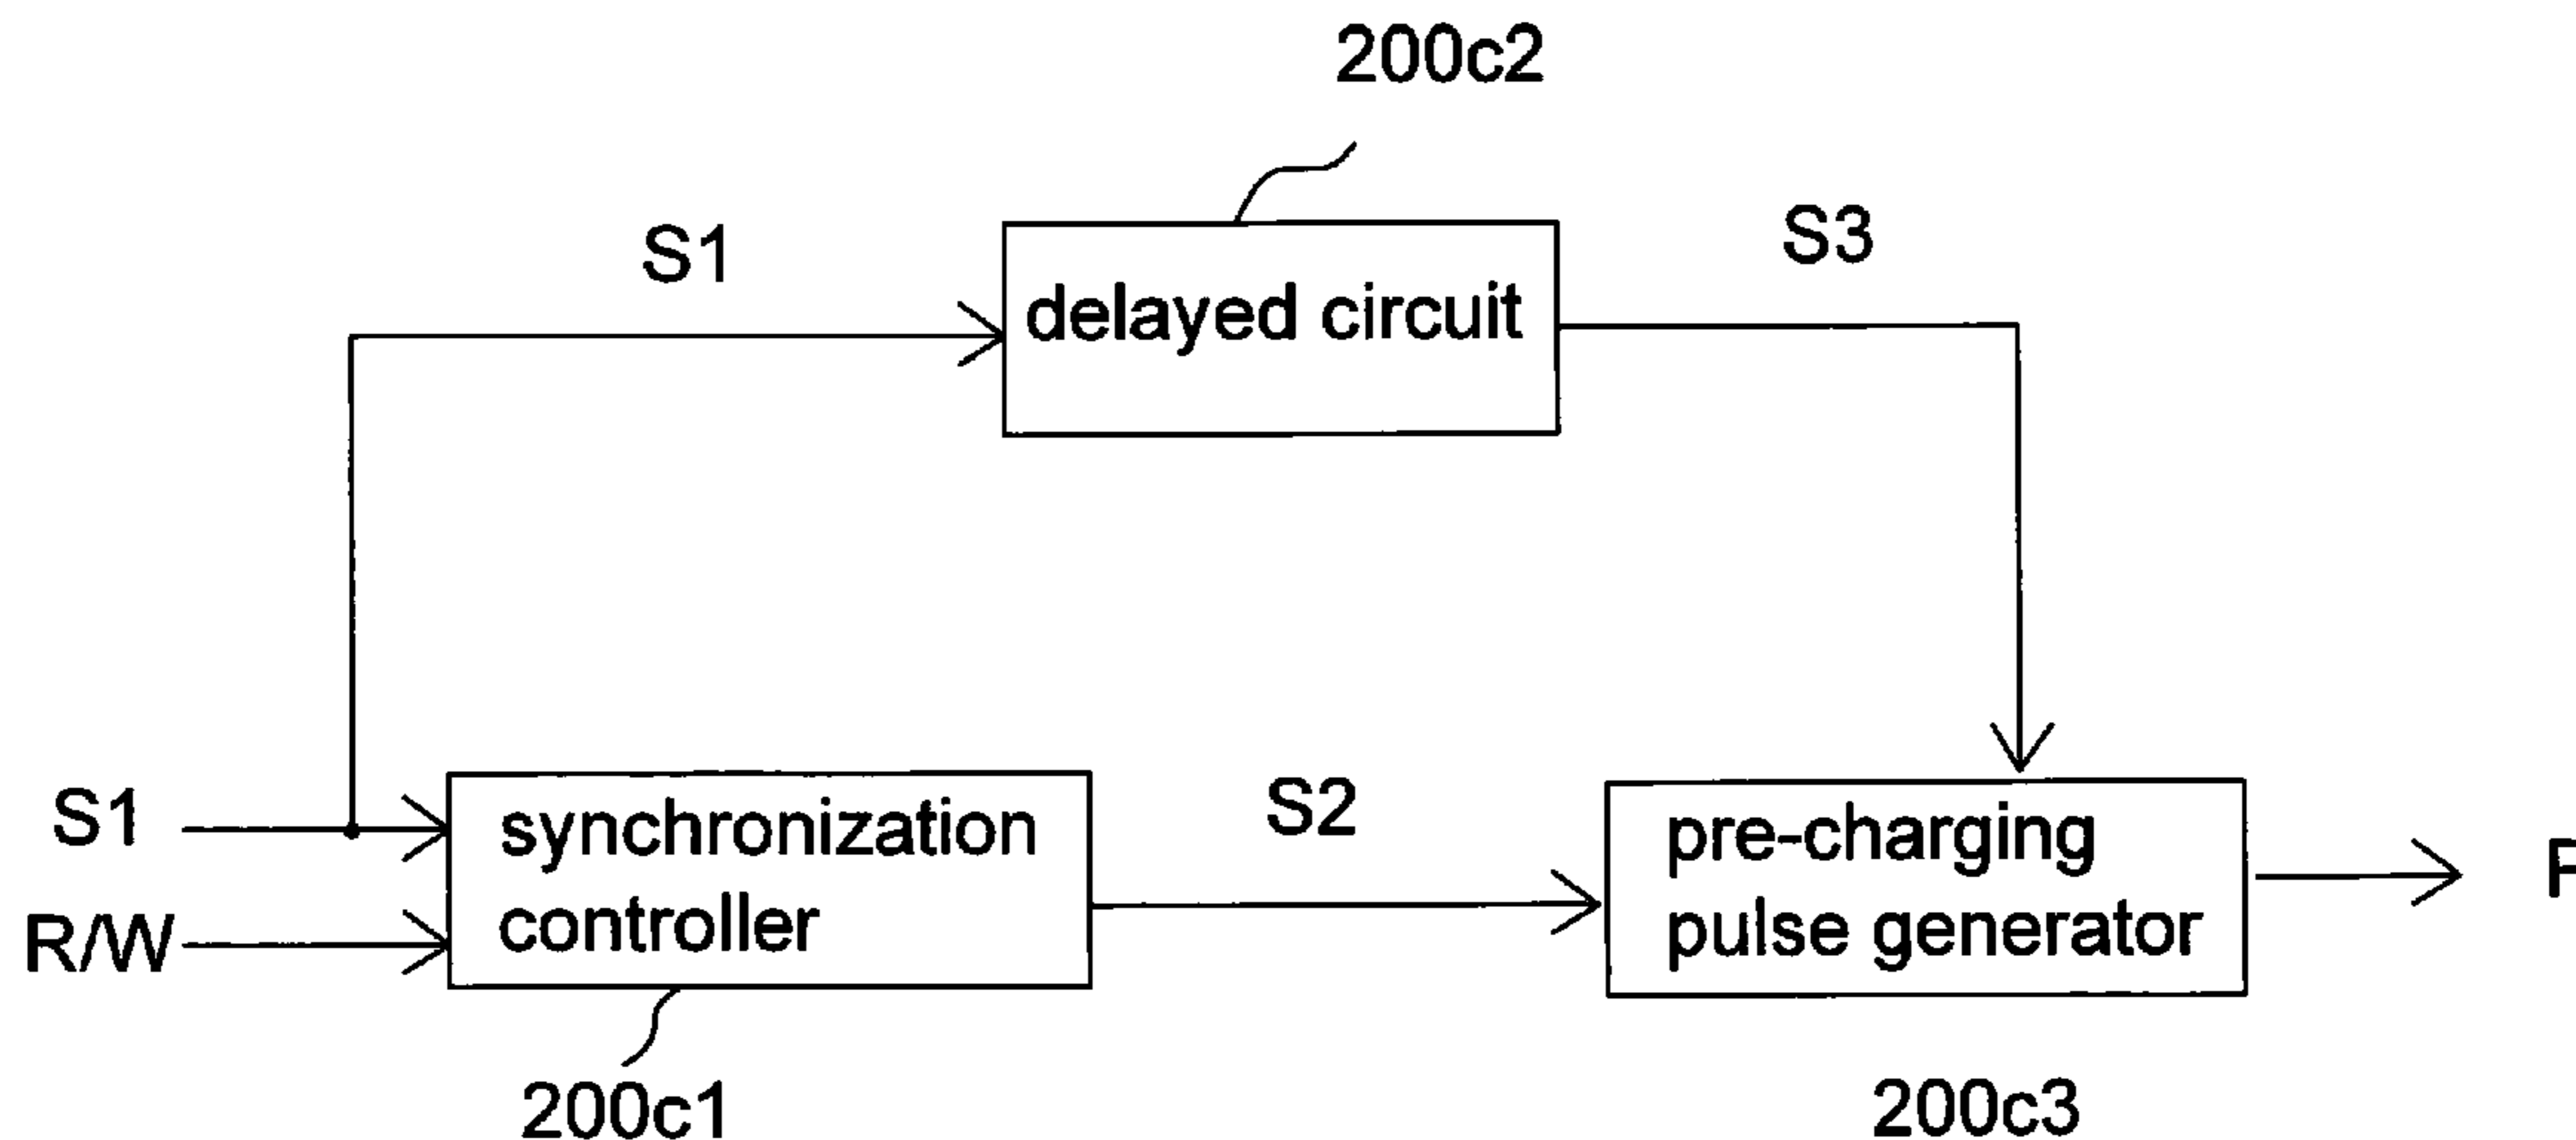 200c2
S1
S3
delayed circuit
S1
R/W
synchronization
controller
S2
pre-charging
pulse generator
200c1
200c3